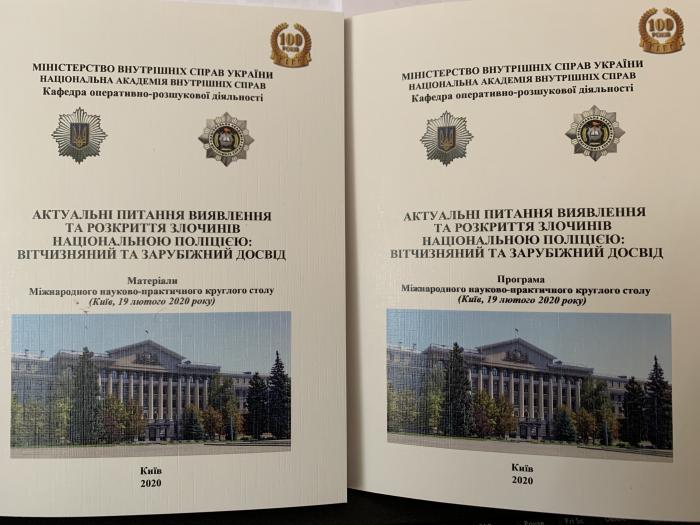 100
РОКІВ
МІНІСТЕРСТВО ВНУТРІШНІХ СПРАВ УКРАЇНИ
НАЦІОНАЛЬНА АКАДЕМІЯ ВНУТРІШНІХ СПРАВ
Кафедра оперативно-розшукової діяльності
АКТУАЛЬНІ ПИТАННЯ ВИЯВЛЕННЯ
ТА РОЗКРИТТЯ ЗЛОЧИНІВ
НАЦІОНАЛЬНОЮ ПОЛІЦІЄЮ:
ВІТЧИЗНЯНИЙ ТА ЗАРУБІЖНИЙ ДОСВІД
Матеріали
Міжнародного науково-практичного круглого столу
(Київ, 19 лютого 2020 року)
Київ
2020
100
РОКІВ
МІНІСТЕРСТВО ВНУТРІШНІХ СПРАВ УКРАЇНИ
НАЦІОНАЛЬНА АКАДЕМІЯ ВНУТРІШНІХ СПРАВ
Кафедра оперативно-розшукової діяльності
АКТУАЛЬНІ ПИТАННЯ ВИЯВЛЕННЯ
ТА РОЗКРИТТЯ ЗЛОЧИНІВ
НАЦІОНАЛЬНОЮ ПОЛІЦІЄЮ:
ВІТЧИЗНЯНИЙ ТА ЗАРУБІЖНИЙ ДОСВІД
Програма
Міжнародного науково-практичного круглого столу
(Київ, 19 лютого 2020 року)
Київ
2020